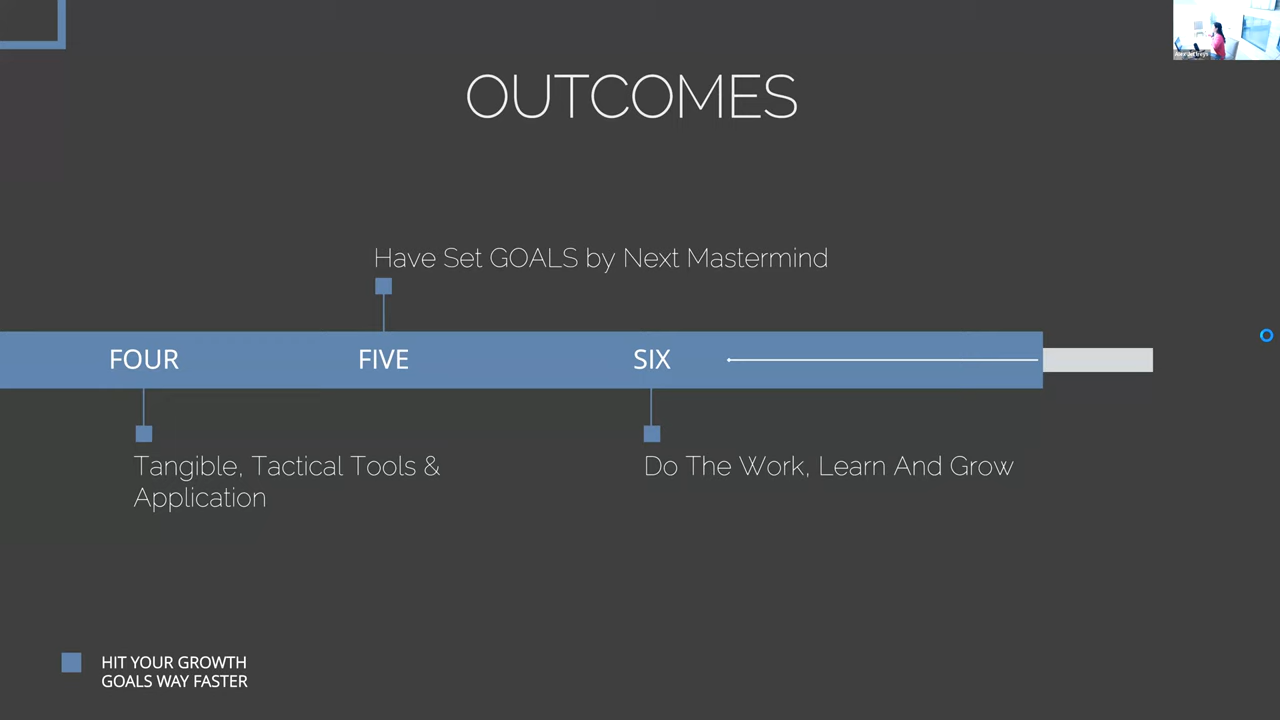 OUTCOMES
Have Set GOALS by Next Mastermind
FOUR
FIVE
SIX
Tangible, Tactical Tools &
Application
Do The Work, Learn And Grow
HIT YOUR GROWTH
GOALS WAY FASTER